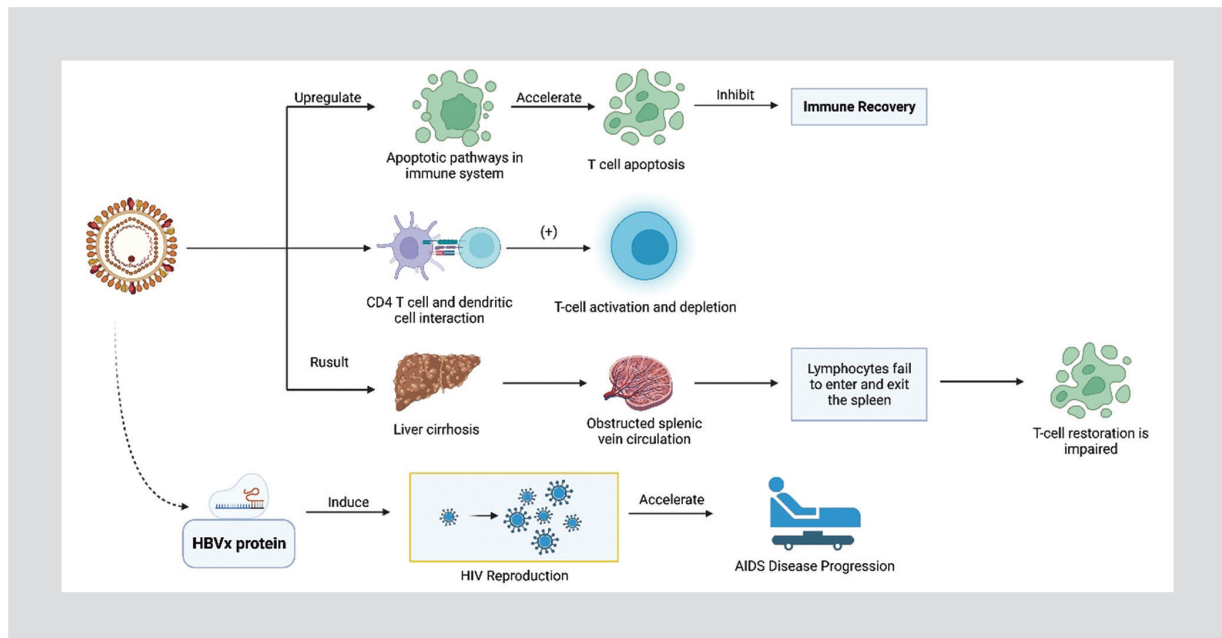 Upregulate
Accelerate
Inhibit
Immune Recovery
Apoptotic pathways in
immune system
T cell apoptosis
(+)
CD4 T cell and dendritic
cell interaction
T-cell activation and depletion
Rusult
Lymphocytes fail
to enter and exit
the spleen
Liver cirrhosis
Obstructed splenic
vein circulation
T-cell restoration is
impaired
HBVx protein
Induce
HIV Reproduction
Accelerate
AIDS Disease Progression